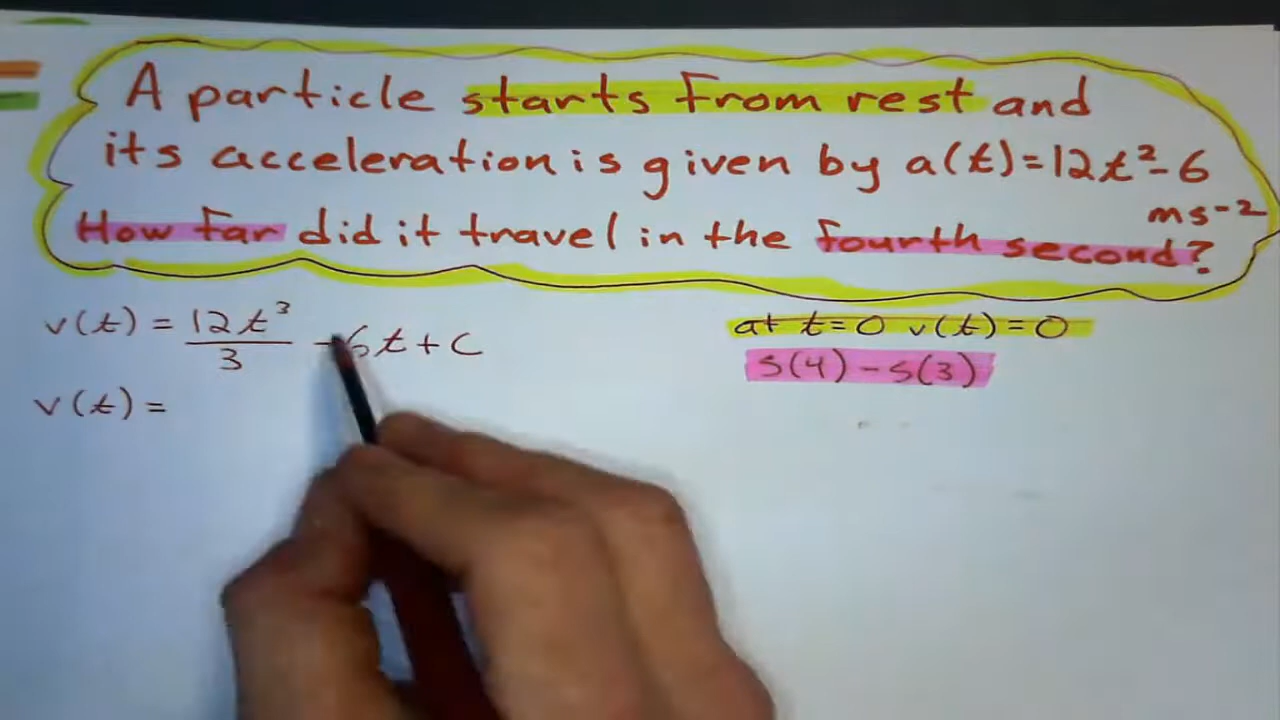 A particle starts from rest and
its acceleration is given by a(t)=12t²-6
ms⁻²
How far did it travel in the fourth second?
v(t) = 12t³/3 - 6t + c
v(t) =
at t=0 v(t)=0
s(4) - s(3)